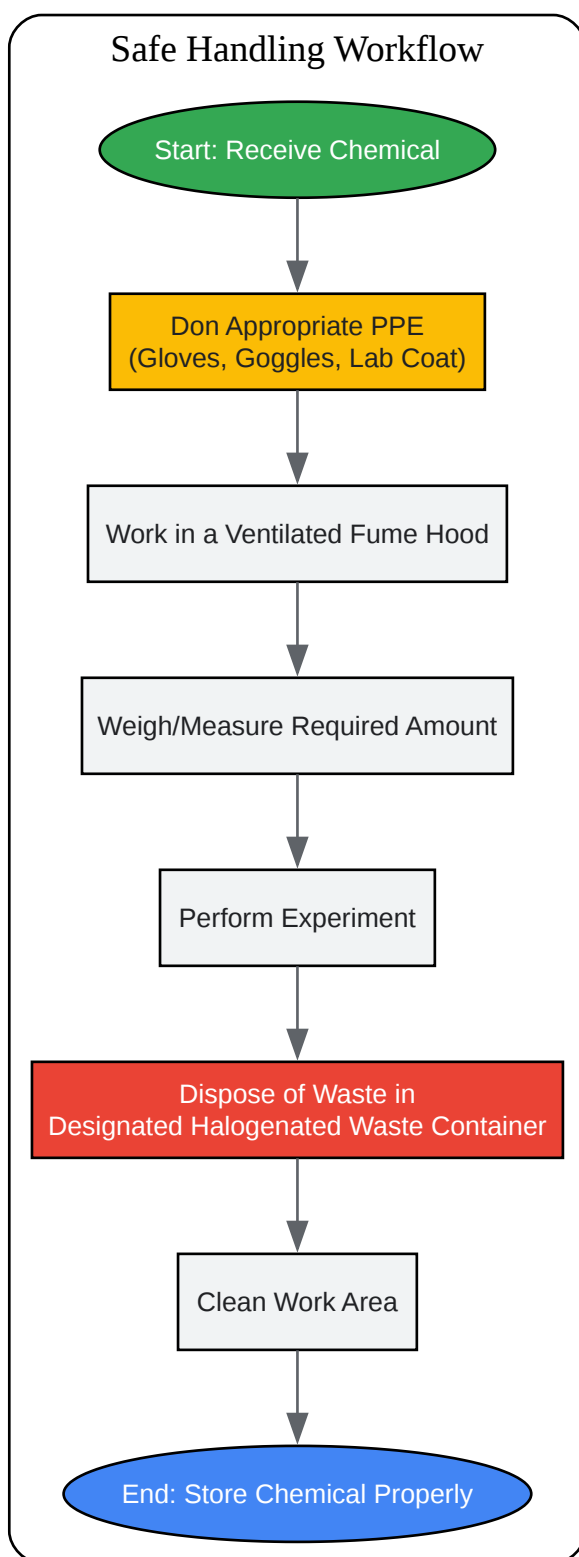 Safe Handling Workflow
Start: Receive Chemical
Don Appropriate PPE
(Gloves, Goggles, Lab Coat)
Work in a Ventilated Fume Hood
Weigh/Measure Required Amount
Perform Experiment
Dispose of Waste in
Designated Halogenated Waste Container
Clean Work Area
End: Store Chemical Properly